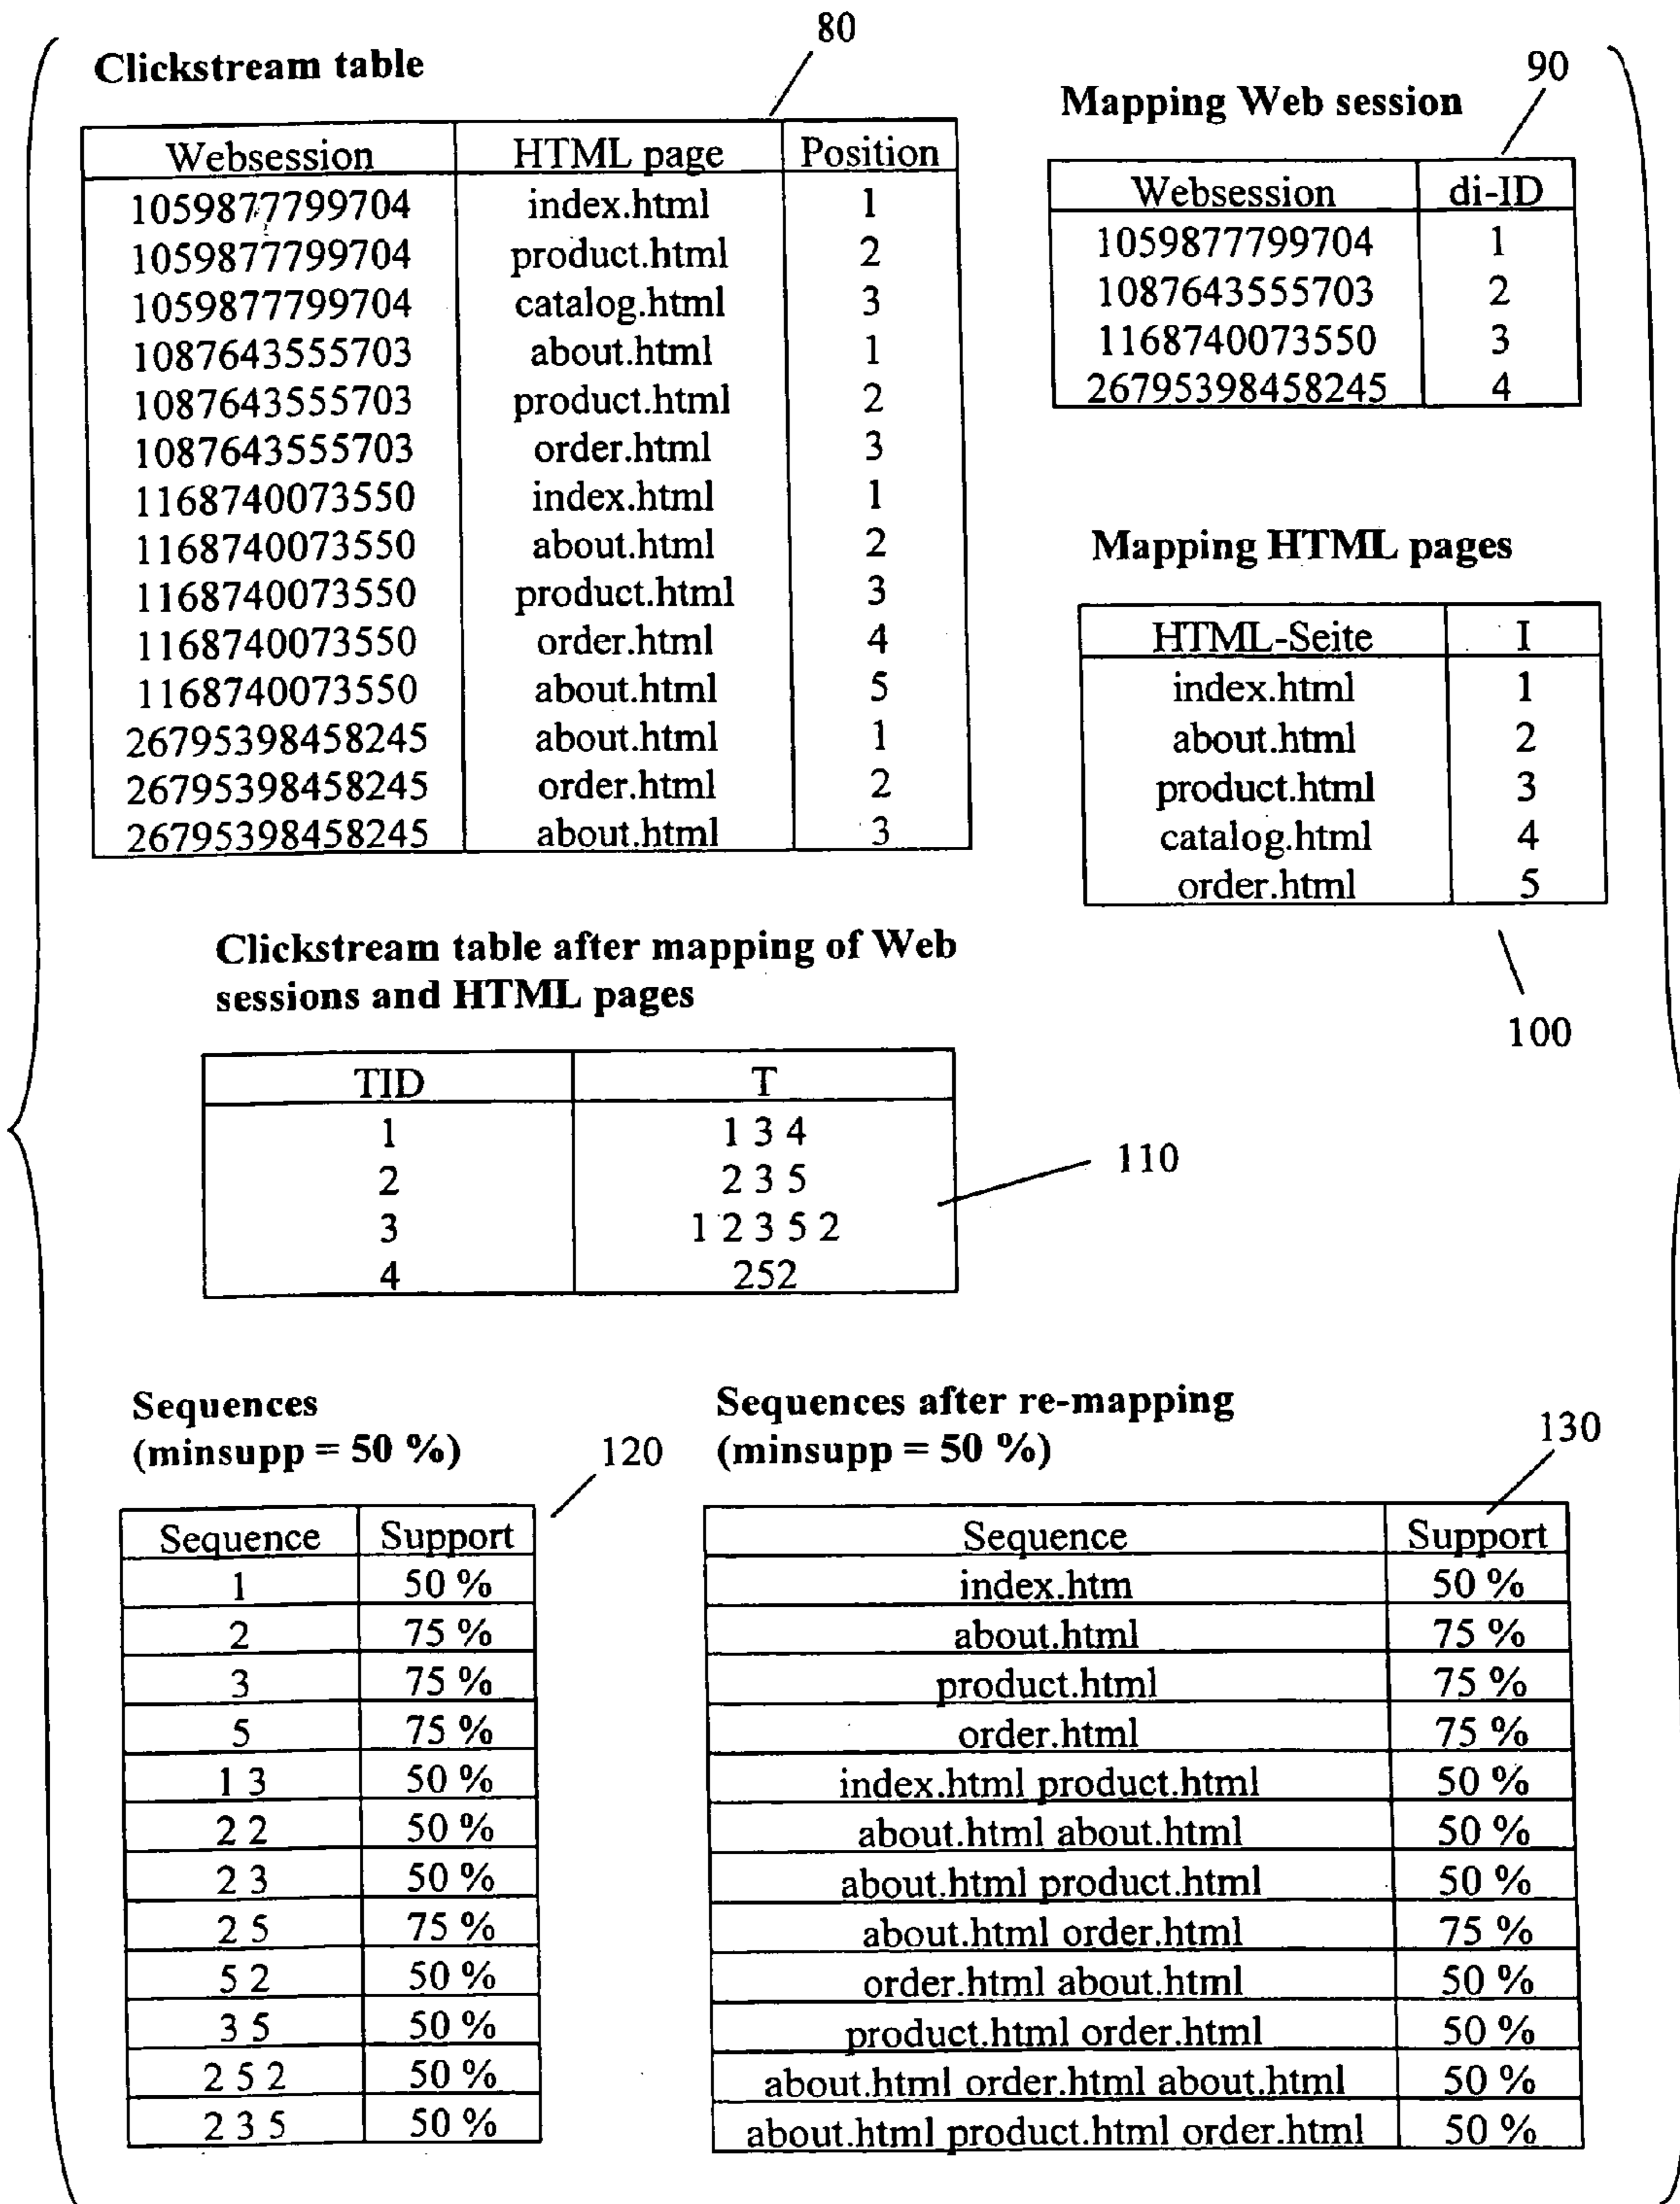 80
Clickstream table
Websession HTML page Position
1059877799704 index.html 1
1059877799704 product.html 2
1059877799704 catalog.html 3
1087643555703 about.html 1
1087643555703 product.html 2
1087643555703 order.html 3
1168740073550 index.html 1
1168740073550 about.html 2
1168740073550 product.html 3
1168740073550 order.html 4
1168740073550 about.html 5
26795398458245 about.html 1
26795398458245 order.html 2
26795398458245 about.html 3
90
Mapping Web session
Websession di-ID
1059877799704 1
1087643555703 2
1168740073550 3
26795398458245 4
Mapping HTML pages
HTML-Seite I
index.html 1
about.html 2
product.html 3
catalog.html 4
order.html 5
100
Clickstream table after mapping of Web
sessions and HTML pages
TID T
1 1 3 4
2 2 3 5
3 1 2 3 5 2
4 252
110
Sequences
(minsupp = 50 %)
120
Sequence Support
1 50 %
2 75 %
3 75 %
5 75 %
1 3 50 %
2 2 50 %
2 3 50 %
2 5 75 %
5 2 50 %
3 5 50 %
2 5 2 50 %
2 3 5 50 %
Sequences after re-mapping
(minsupp = 50 %)
130
Sequence Support
index.htm 50 %
about.html 75 %
product.html 75 %
order.html 75 %
index.html product.html 50 %
about.html about.html 50 %
about.html product.html 50 %
about.html order.html 75 %
order.html about.html 50 %
product.html order.html 50 %
about.html order.html about.html 50 %
about.html product.html order.html 50 %